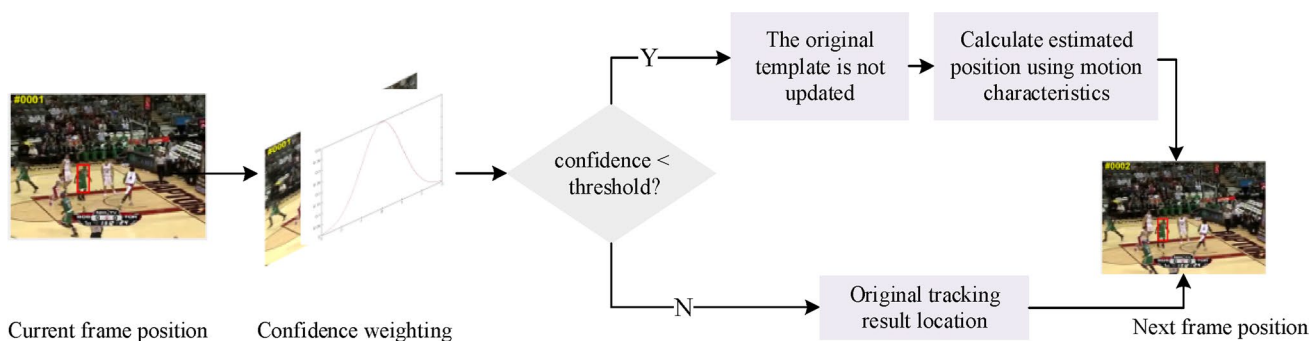 #0001
Current frame position
#0001
Confidence weighting
confidence <
threshold?
Y
The original
template is not
updated
Calculate estimated
position using motion
characteristics
N
Original tracking
result location
#0002
Next frame position